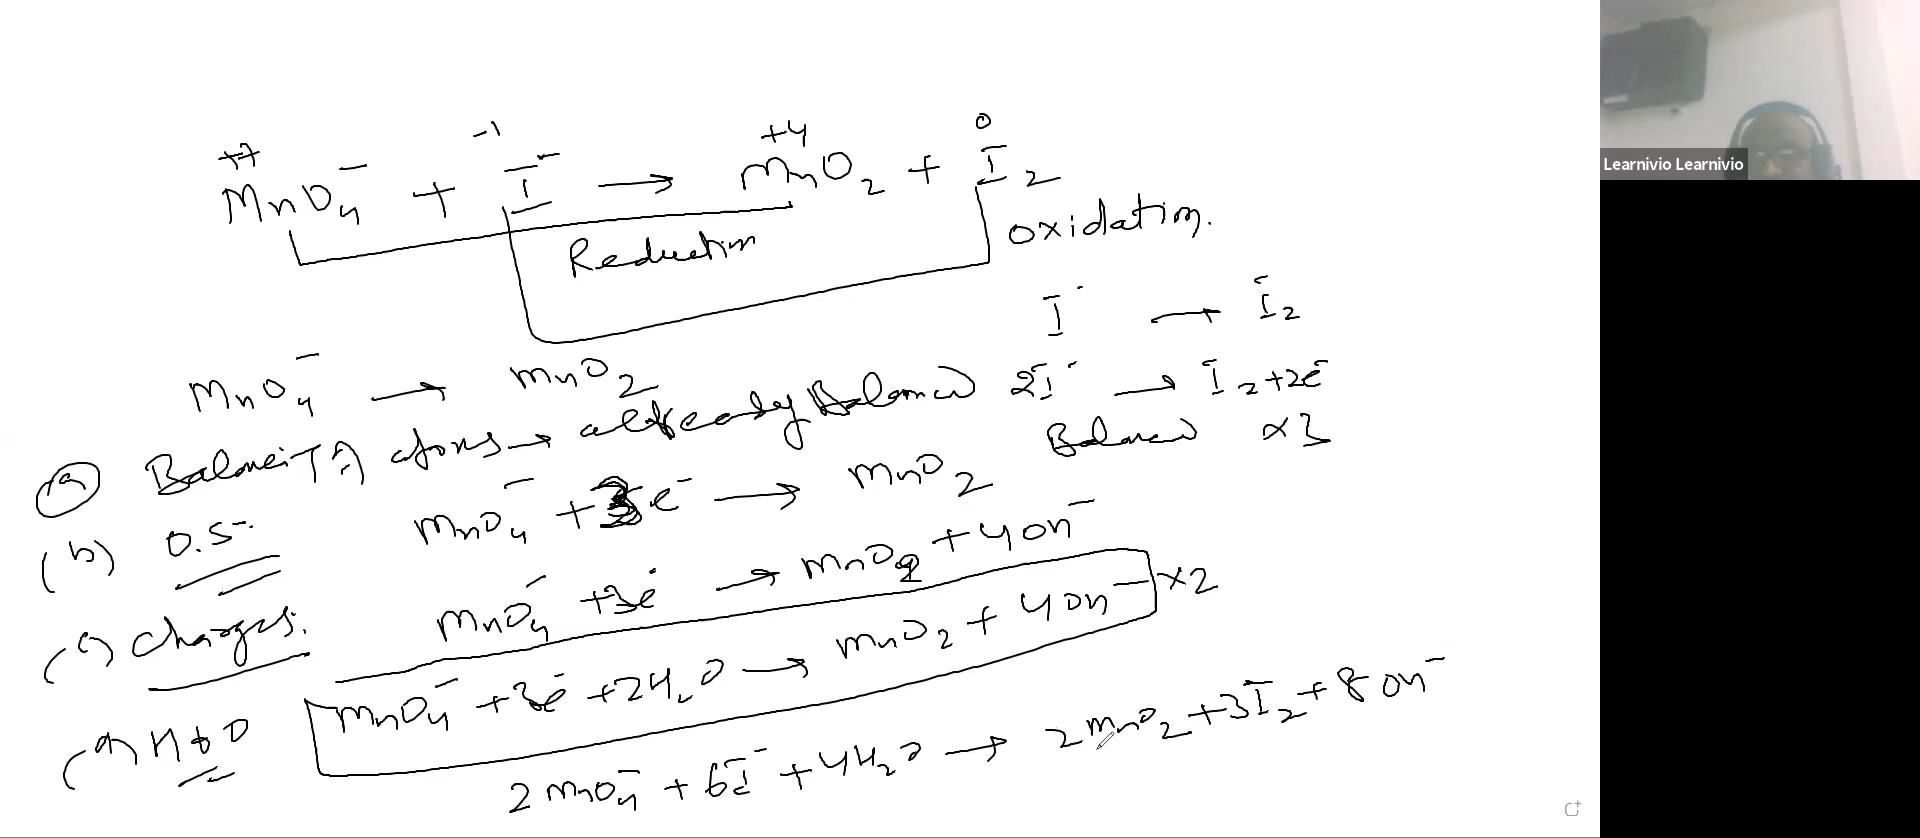 +7 -1 +4 0
MnO4⁻ + I⁻ → MnO2 + I2
Reduction
oxidation.
I⁻ → I2
MnO4⁻ → MnO2
2I⁻ → I2+2e⁻
(a) atoms → already Balanced
Balanced ×3
(b) O.S. MnO4⁻ +3e⁻ → MnO2
(c) charges: MnO4⁻ +3e⁻ → MnO2 +4OH⁻
(d) H & O MnO4⁻ +3e⁻ +2H2O → MnO2 + 4OH⁻ ×2
2MnO4⁻ + 6I⁻ + 4H2O → 2MnO2 +3I2 + 8OH⁻
Learnivio Learnivio